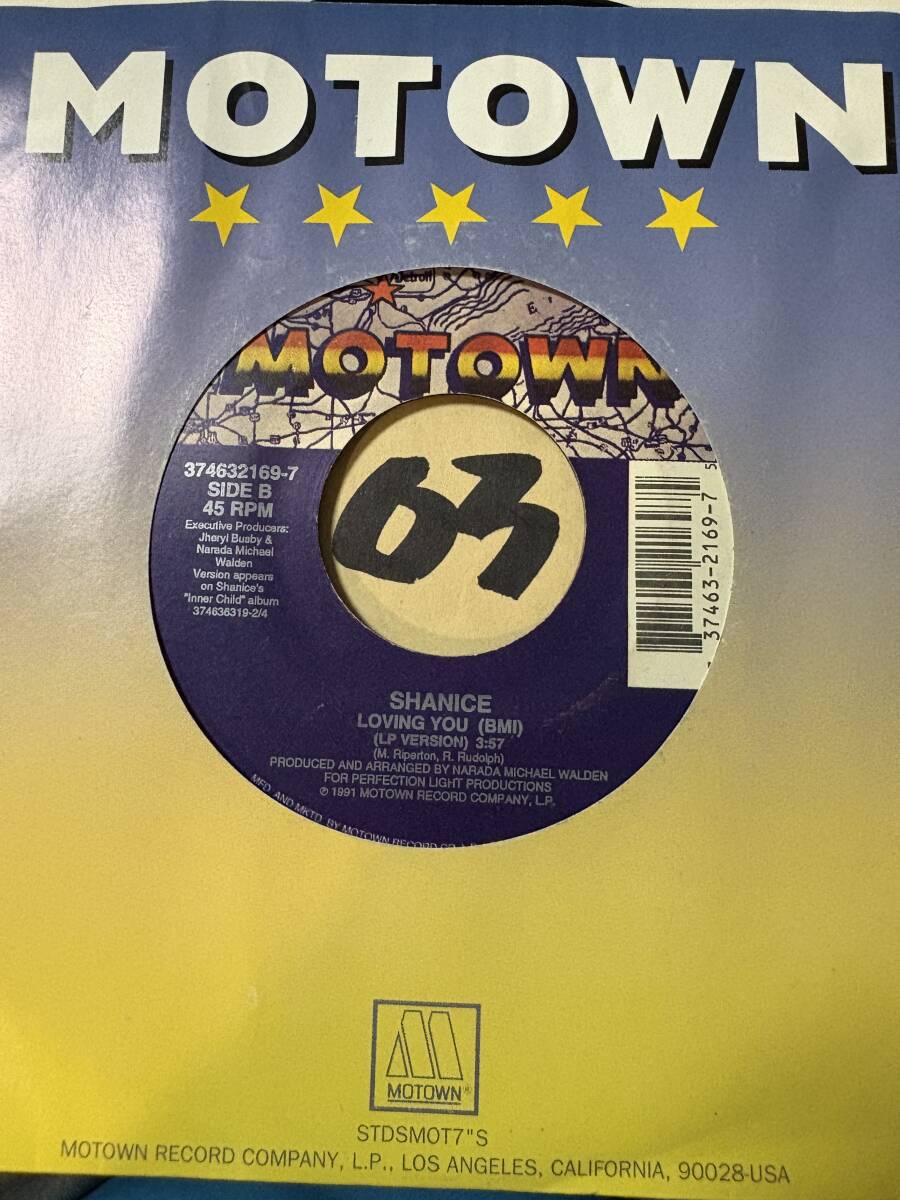 MOTOWN
Detroit
MOTOWN
374632169-7
SIDE B
45 RPM
Executive Producers:
Jheryl Busby &
Narada Michael
Walden
Version appears
on Shanice's
"Inner Child" album
374636319-2/4
63
5
37463-2169-7
SHANICE
LOVING YOU (BMI)
(LP VERSION) 3:57
(M. Riperton, R. Rudolph)
PRODUCED AND ARRANGED BY NARADA MICHAEL WALDEN
FOR PERFECTION LIGHT PRODUCTIONS
℗ 1991 MOTOWN RECORD COMPANY, L.P.
MFD. AND MKTD. BY MOTOWN RECORD CO., L.P.
MOTOWN®
STDSMOT7"S
MOTOWN RECORD COMPANY, L.P., LOS ANGELES, CALIFORNIA, 90028-USA